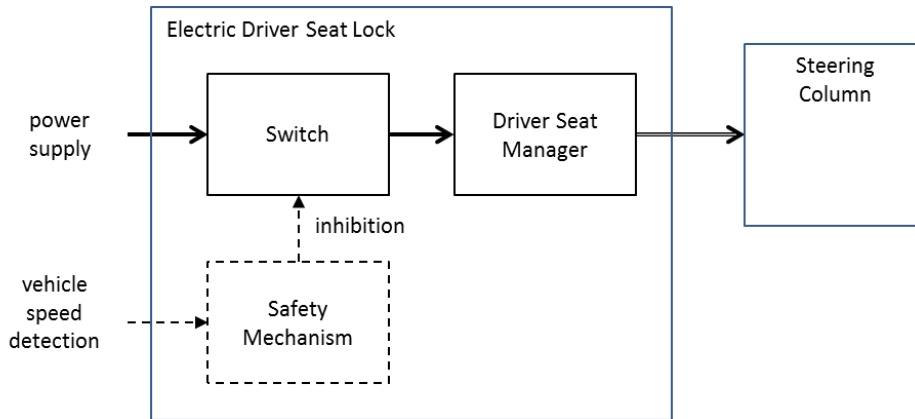 Electric Driver Seat Lock
Steering
Column
power
supply
Switch
Driver Seat
Manager
inhibition
vehicle
speed
detection
Safety
Mechanism